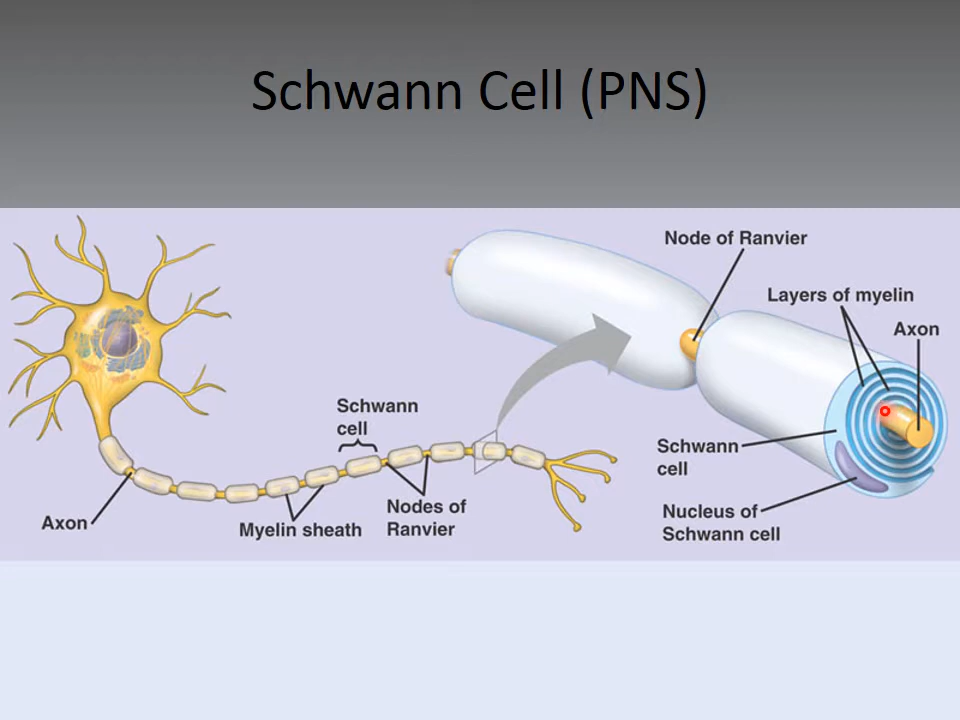 Schwann Cell (PNS)
Node of Ranvier
Layers of myelin
Axon
Schwann
cell
Schwann
cell
Nucleus of
Schwann cell
Nodes of
Ranvier
Myelin sheath
Axon